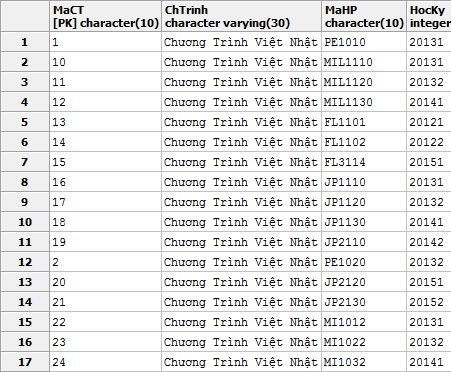 MaCT ChTrinh MaHP HocKy
[PK] character(10) character varying(30) character(10) integer
1 1 Chương Trình Việt Nhật PE1010 20131
2 10 Chương Trình Việt Nhật MIL1110 20131
3 11 Chương Trình Việt Nhật MIL1120 20132
4 12 Chương Trình Việt Nhật MIL1130 20141
5 13 Chương Trình Việt Nhật FL1101 20121
6 14 Chương Trình Việt Nhật FL1102 20122
7 15 Chương Trình Việt Nhật FL3114 20151
8 16 Chương Trình Việt Nhật JP1110 20131
9 17 Chương Trình Việt Nhật JP1120 20132
10 18 Chương Trình Việt Nhật JP1130 20141
11 19 Chương Trình Việt Nhật JP2110 20142
12 2 Chương Trình Việt Nhật PE1020 20132
13 20 Chương Trình Việt Nhật JP2120 20151
14 21 Chương Trình Việt Nhật JP2130 20152
15 22 Chương Trình Việt Nhật MI1012 20131
16 23 Chương Trình Việt Nhật MI1022 20132
17 24 Chương Trình Việt Nhật MI1032 20141